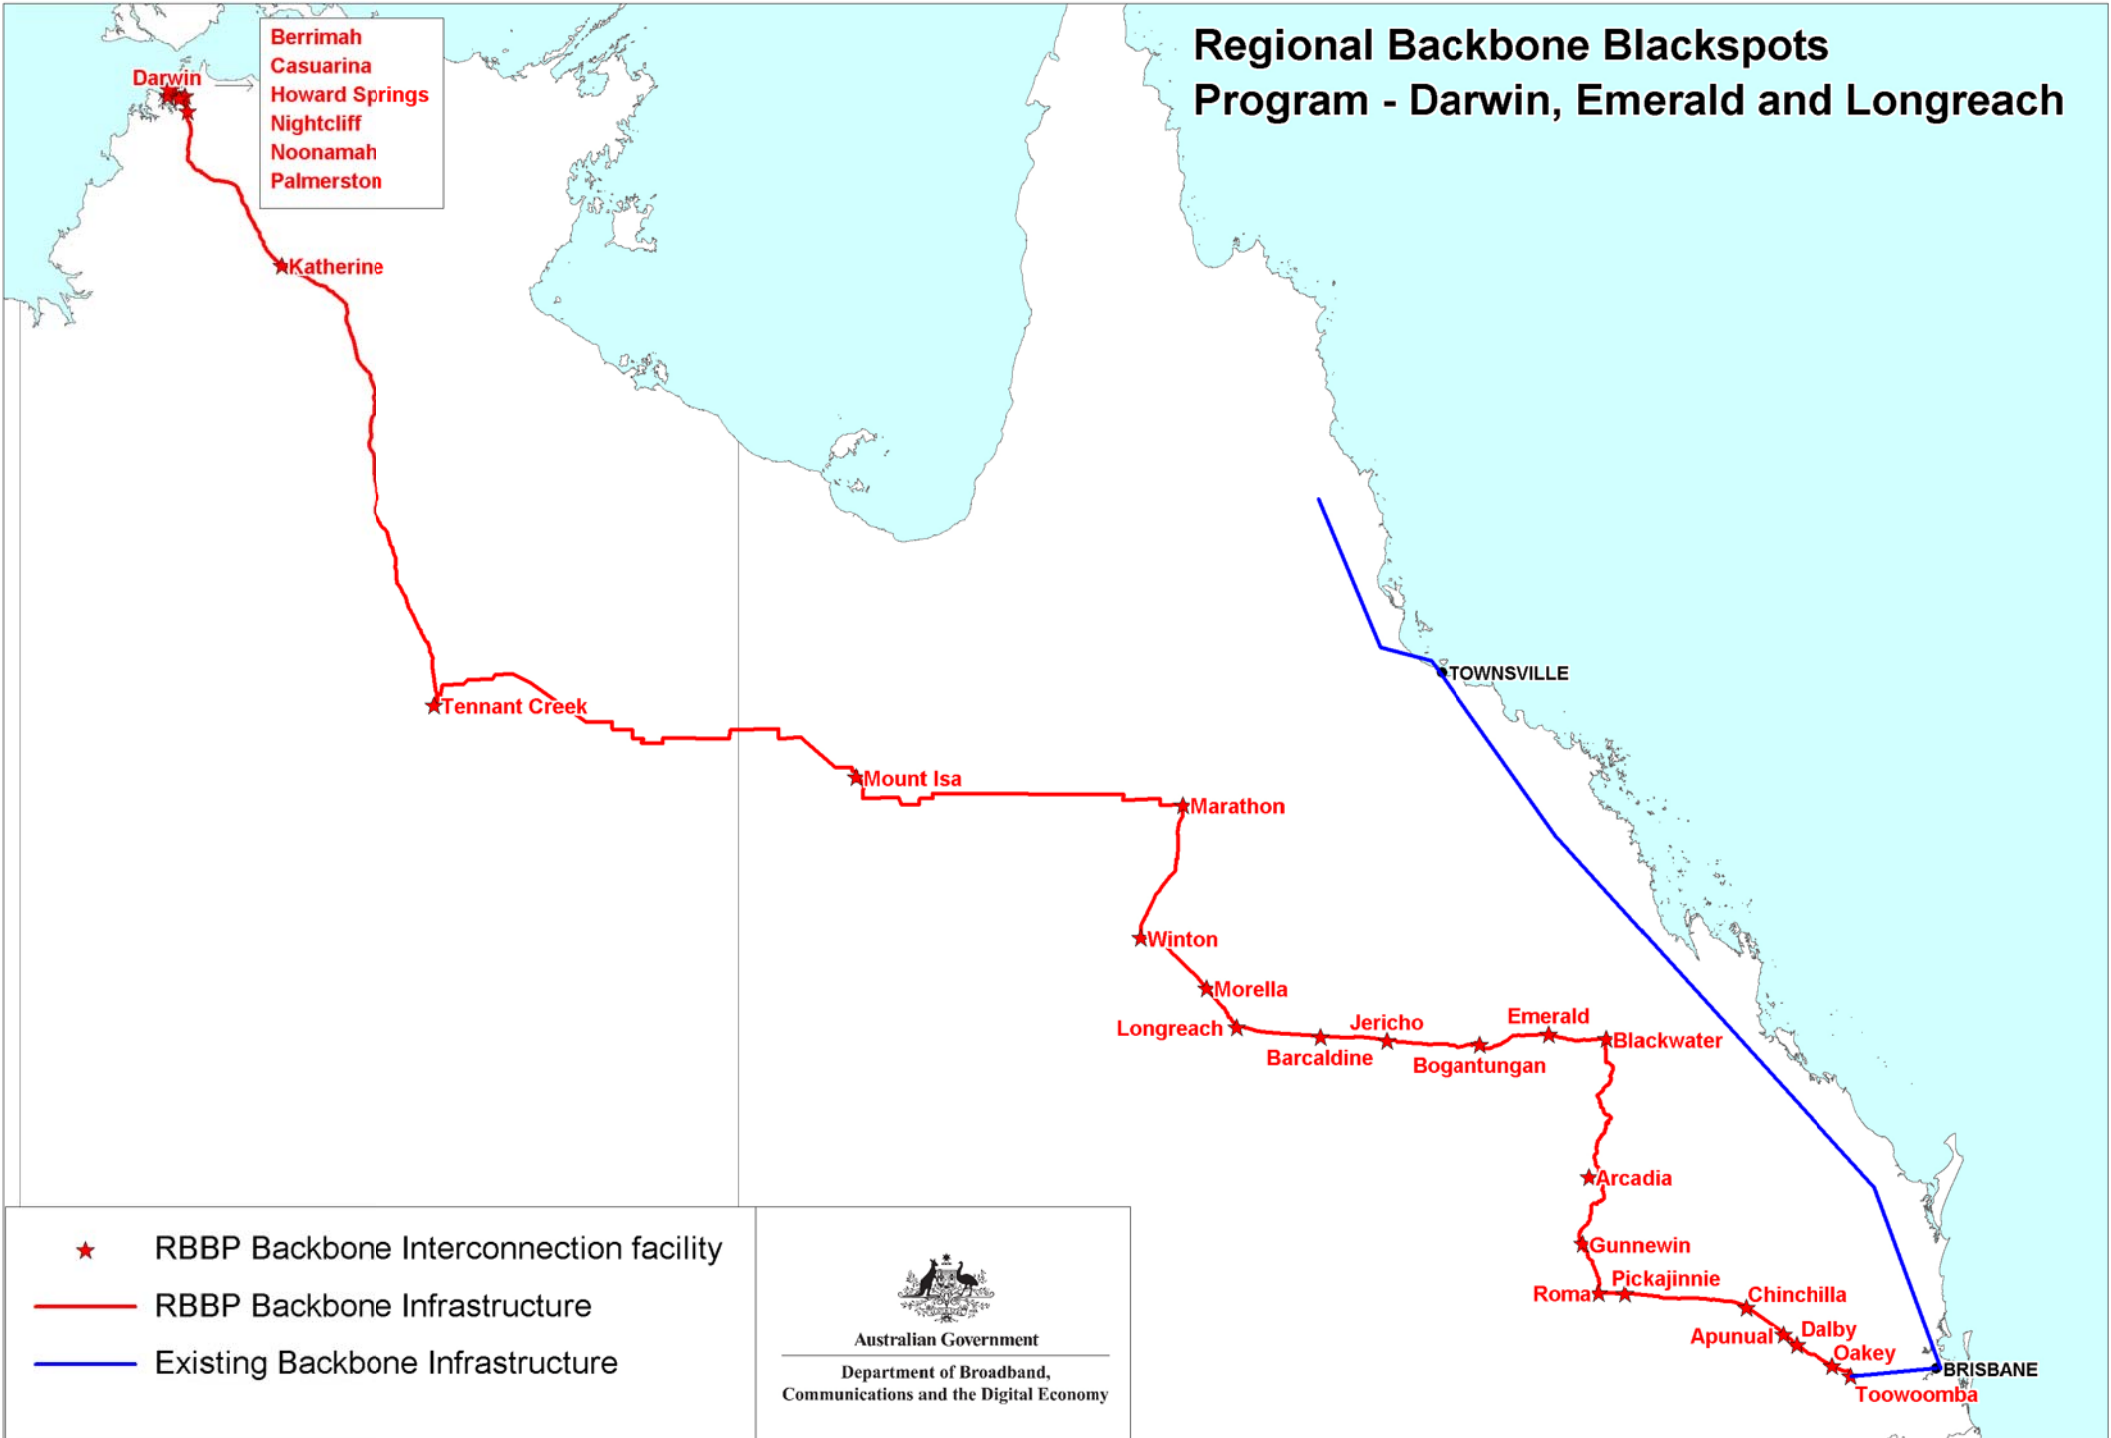 Regional Backbone Blackspots
Program - Darwin, Emerald and Longreach
Darwin
Berrimah
Casuarina
Howard Springs
Nightcliff
Noonamah
Palmerston
Katherine
Tennant Creek
TOWNSVILLE
Mount Isa
Marathon
Winton
Morella
Longreach
Barcaldine
Jericho
Bogantungan
Emerald
Blackwater
Arcadia
Gunnewin
Roma
Pickajinnie
Chinchilla
Apunual
Dalby
Oakey
BRISBANE
Toowoomba
RBBP Backbone Interconnection facility
RBBP Backbone Infrastructure
Existing Backbone Infrastructure
Australian Government
Department of Broadband,
Communications and the Digital Economy